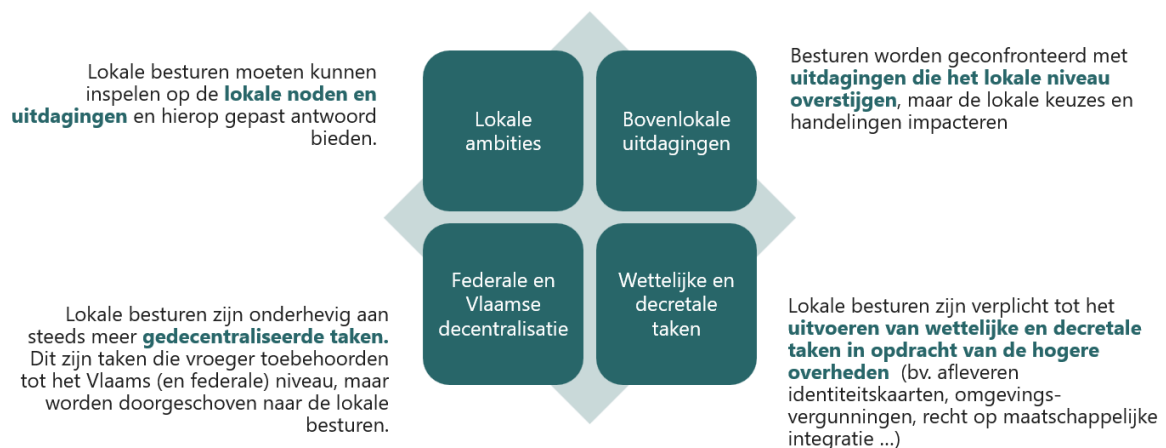 Lokale besturen moeten kunnen
inspelen op de lokale noden en
uitdagingen en hierop gepast antwoord
bieden.
Lokale
ambities
Bovenlokale
uitdagingen
Besturen worden geconfronteerd met
uitdagingen die het lokale niveau
overstijgen, maar de lokale keuzes en
handelingen impacteren
Lokale besturen zijn onderhevig aan
steeds meer gedecentraliseerde taken.
Dit zijn taken die vroeger toebehoorden
tot het Vlaams (en federale) niveau, maar
worden doorgeschoven naar de lokale
besturen.
Federale en
Vlaamse
decentralisatie
Wettelijke en
decretale
taken
Lokale besturen zijn verplicht tot het
uitvoeren van wettelijke en decretale
taken in opdracht van de hogere
overheden (bv. afleveren
identiteitskaarten, omgevings-
vergunningen, recht op maatschappelijke
integratie ...)